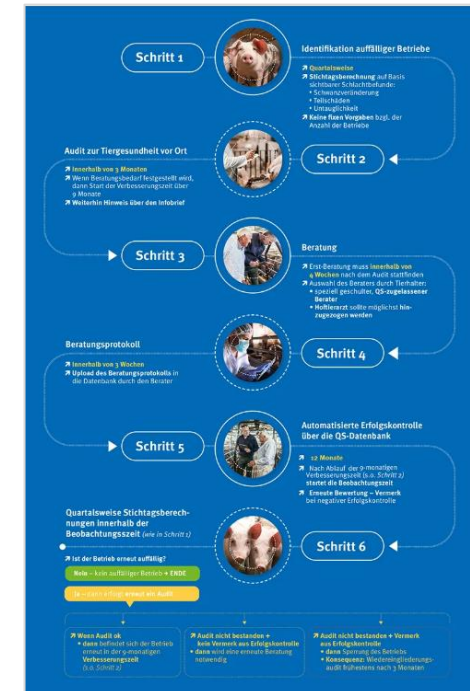 Schritt 1
Identifikation auffälliger Betriebe
↗ Quartalsweise
↗ Stichtagsberechnung auf Basis
sichtbarer Schlachtbefunde:
• Schwanzveränderung
• Teilschäden
• Untauglichkeit
↗ Keine fixen Vorgaben bzgl. der
Anzahl der Betriebe
Audit zur Tiergesundheit vor Ort
↗ Innerhalb von 3 Monaten
↗ Wenn Beratungsbedarf festgestellt wird,
dann Start der Verbesserungszeit über
9 Monate
↗ Weiterhin Hinweis über den Infobrief
Schritt 2
Schritt 3
Beratung
↗ Erst-Beratung muss innerhalb von
4 Wochen nach dem Audit stattfinden
↗ Auswahl des Beraters durch Tierhalter:
• speziell geschulter, QS-zugelassener
Berater
• Hoftierarzt sollte möglichst hin-
zugezogen werden
Beratungsprotokoll
↗ Innerhalb von 3 Wochen
↗ Upload des Beratungsprotokolls in
die Datenbank durch den Berater
Schritt 4
Schritt 5
Automatisierte Erfolgskontrolle
über die QS-Datenbank
↗ 12 Monate
↗ Nach Ablauf der 9-monatigen
Verbesserungszeit (s.o. Schritt 2)
startet die Beobachtungszeit
↗ Erneute Bewertung – Vermerk
bei negativer Erfolgskontrolle
Quartalsweise Stichtagsberech-
nungen innerhalb der
Beobachtungszeit (wie in Schritt 1)
↗ Ist der Betrieb erneut auffällig?
Nein – kein auffälliger Betrieb → ENDE
Ja – dann erfolgt erneut ein Audit
Schritt 6
↗ Wenn Audit ok
• dann befindet sich der Betrieb
erneut in der 9-monatigen
Verbesserungszeit
(s.o. Schritt 2)
↗ Audit nicht bestanden +
kein Vermerk aus Erfolgskontrolle
• dann wird eine erneute Beratung
notwendig
↗ Audit nicht bestanden + Vermerk
aus Erfolgskontrolle
• dann Sperrung des Betriebs
• Konsequenz: Wiedereingliederungs-
audit frühestens nach 3 Monaten